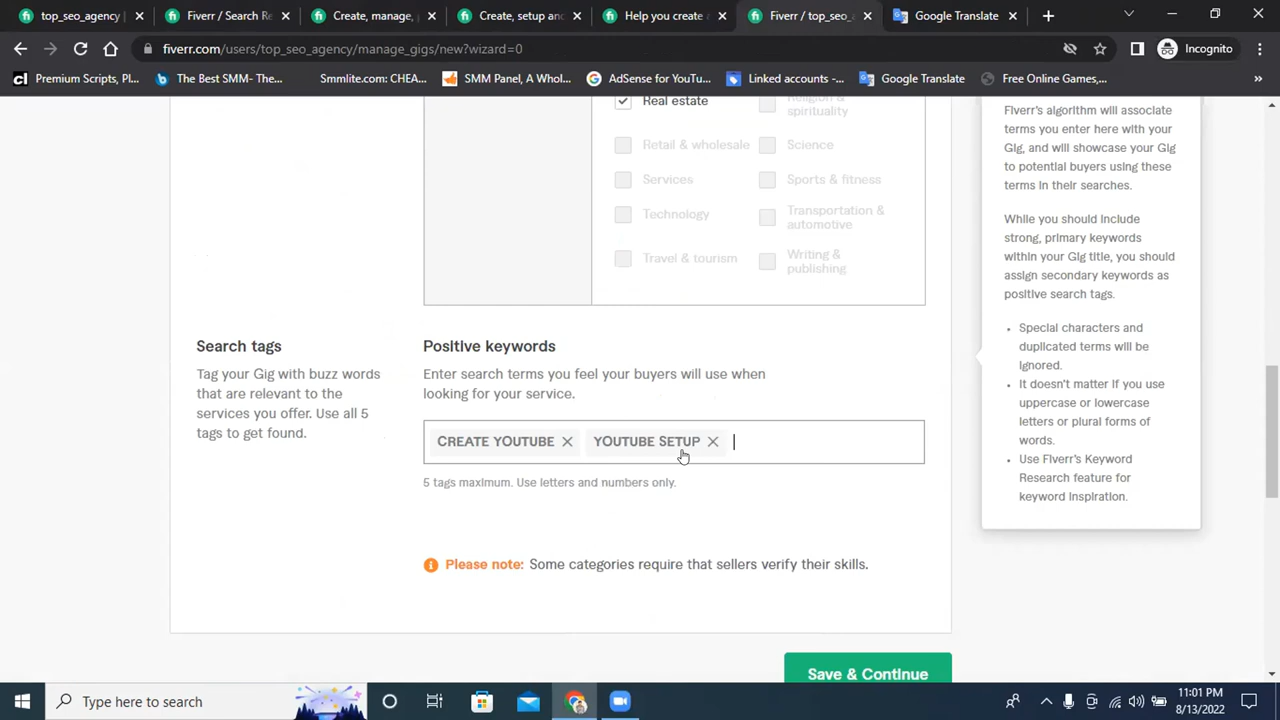 top_seo_agency |
Fiverr / Search Re
Create, manage,
Create, setup and
Help you create a
Fiverr / top_seo_a
Google Translate
fiverr.com/users/top_seo_agency/manage_gigs/new?wizard=0
Incognito
Premium Scripts, Pl...
The Best SMM- The...
Smmlite.com: CHEA...
SMM Panel, A Whol...
AdSense for YouTu...
Linked accounts -...
Google Translate
Free Online Games,...
»
Real estate
Religion &
spirituality
Retail & wholesale
Science
Services
Sports & fitness
Technology
Transportation &
automotive
Travel & tourism
Writing &
publishing
Search tags
Tag your Gig with buzz words
that are relevant to the
services you offer. Use all 5
tags to get found.
Positive keywords
Enter search terms you feel your buyers will use when
looking for your service.
CREATE YOUTUBE
YOUTUBE SETUP
5 tags maximum. Use letters and numbers only.
Please note: Some categories require that sellers verify their skills.
Save & Continue
Fiverr's algorithm will associate
terms you enter here with your
Gig, and will showcase your Gig
to potential buyers using these
terms in their searches.
While you should include
strong, primary keywords
within your Gig title, you should
assign secondary keywords as
positive search tags.
• Special characters and
duplicated terms will be
ignored.
• It doesn't matter if you use
uppercase or lowercase
letters or plural forms of
words.
• Use Fiverr's Keyword
Research feature for
keyword inspiration.
Type here to search
11:01 PM
8/13/2022